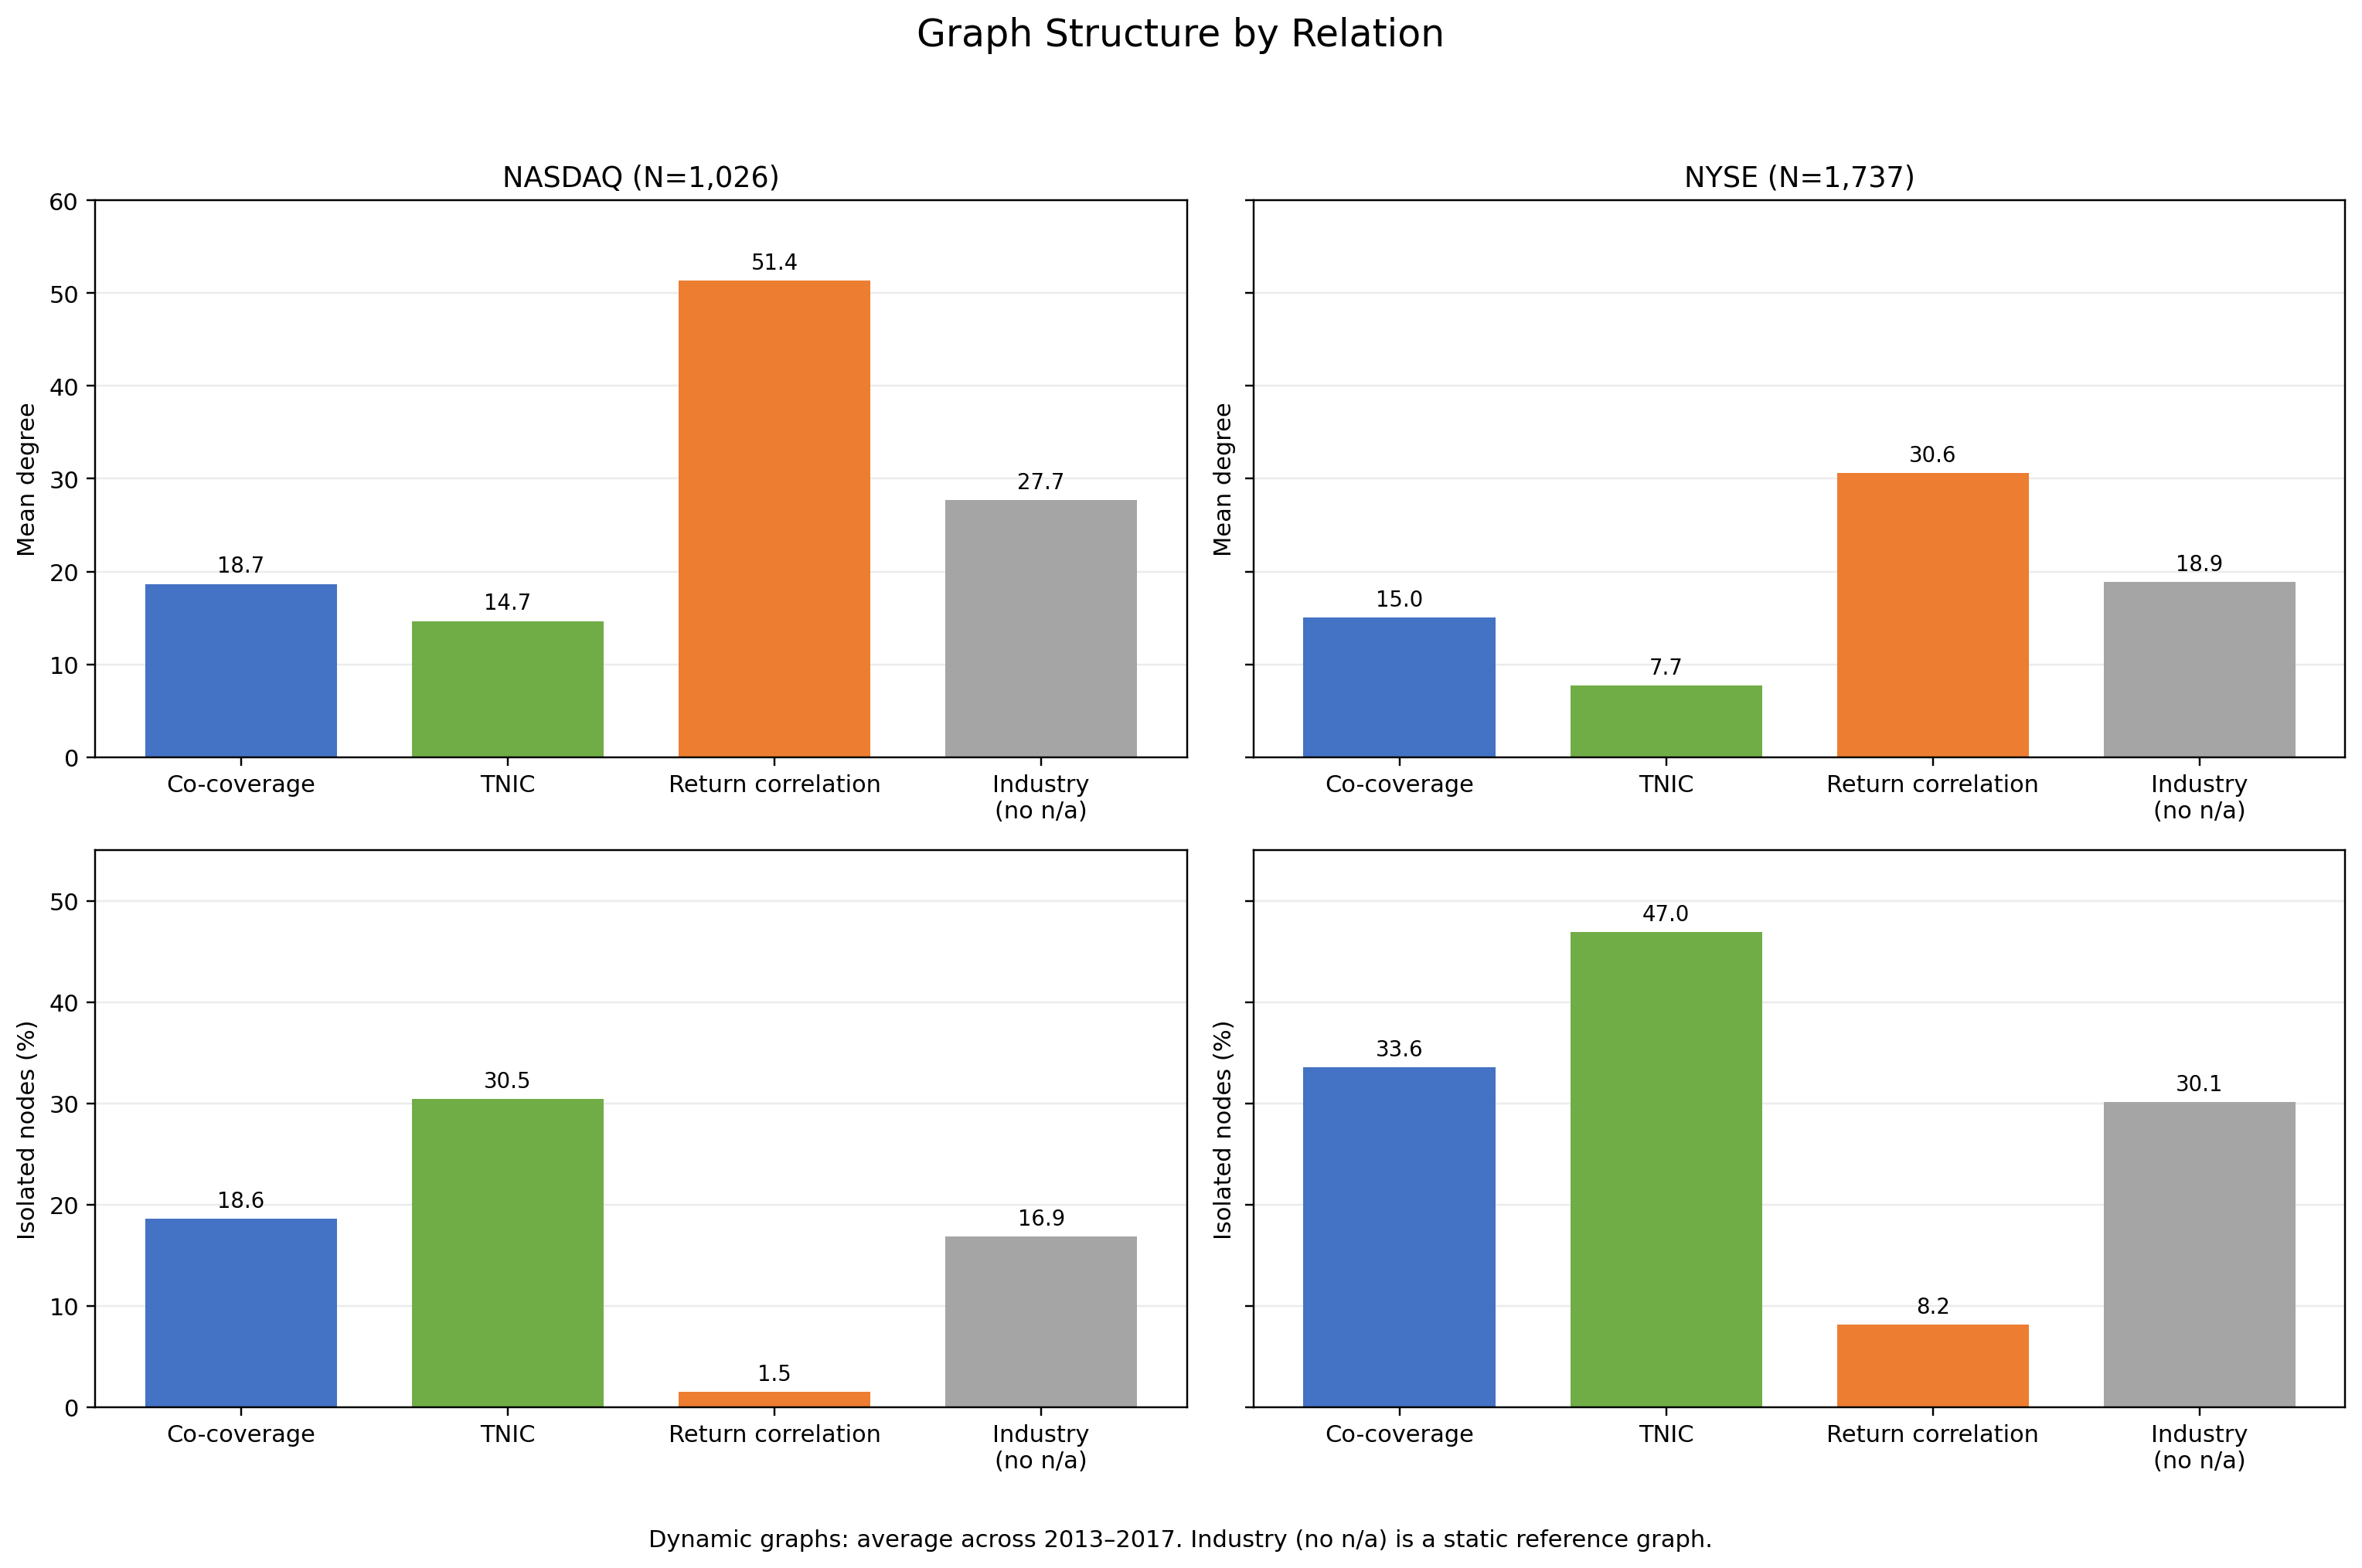 Graph Structure by Relation
NASDAQ (N=1,026)
60
50
40
30
20
10
0
Mean degree
18.7
14.7
51.4
27.7
Co-coverage
TNIC
Return correlation
Industry
(no n/a)
NYSE (N=1,737)
Mean degree
15.0
7.7
30.6
18.9
Co-coverage
TNIC
Return correlation
Industry
(no n/a)
50
40
30
20
10
0
Isolated nodes (%)
18.6
30.5
1.5
16.9
Co-coverage
TNIC
Return correlation
Industry
(no n/a)
Isolated nodes (%)
33.6
47.0
8.2
30.1
Co-coverage
TNIC
Return correlation
Industry
(no n/a)
Dynamic graphs: average across 2013–2017. Industry (no n/a) is a static reference graph.